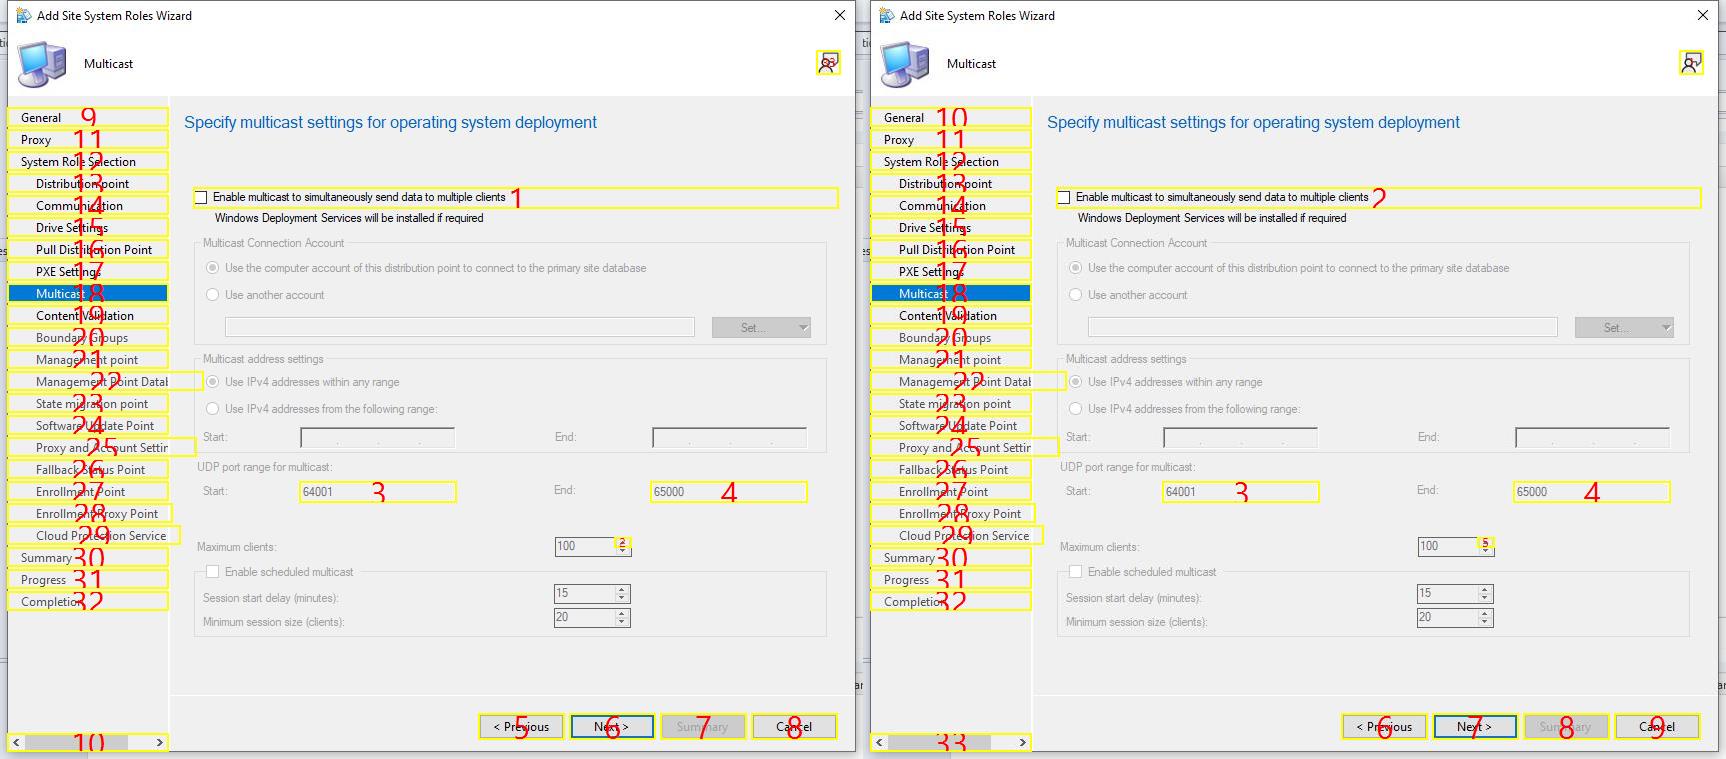 Add Site System Roles Wizard
Multicast
33
General 9
Proxy 11
System Role Selection 12
Distribution point 13
Communication 14
Drive Settings 15
Pull Distribution Point 16
PXE Settings 17
Multicast 18
Content Validation 19
Boundary Groups 20
Management point 21
Management Point Datab 22
State migration point 23
Software Update Point 24
Proxy and Account Settin 25
Fallback Status Point 26
Enrollment Point 27
Enrollment Proxy Point 28
Cloud Protection Service 29
Summary 30
Progress 31
Completion 32
10
Specify multicast settings for operating system deployment
Enable multicast to simultaneously send data to multiple clients 1
Windows Deployment Services will be installed if required
Multicast Connection Account
Use the computer account of this distribution point to connect to the primary site database
Use another account
Set...
Multicast address settings
Use IPv4 addresses within any range
Use IPv4 addresses from the following range:
Start: . . . End: . . .
UDP port range for multicast:
Start: 64001 3 End: 65000 4
Maximum clients: 100 2
Enable scheduled multicast
Session start delay (minutes): 15
Minimum session size (clients): 20
< Previous 5 Next > 6 Summary 7 Cancel 8
Add Site System Roles Wizard
Multicast
General 10
Proxy 11
System Role Selection 12
Distribution point 13
Communication 14
Drive Settings 15
Pull Distribution Point 16
PXE Settings 17
Multicast 18
Content Validation 19
Boundary Groups 20
Management point 21
Management Point Datab 22
State migration point 23
Software Update Point 24
Proxy and Account Settin 25
Fallback Status Point 26
Enrollment Point 27
Enrollment Proxy Point 28
Cloud Protection Service 29
Summary 30
Progress 31
Completion 32
33
Specify multicast settings for operating system deployment
Enable multicast to simultaneously send data to multiple clients 2
Windows Deployment Services will be installed if required
Multicast Connection Account
Use the computer account of this distribution point to connect to the primary site database
Use another account
Set...
Multicast address settings
Use IPv4 addresses within any range
Use IPv4 addresses from the following range:
Start: . . . End: . . .
UDP port range for multicast:
Start: 64001 3 End: 65000 4
Maximum clients: 100 5
Enable scheduled multicast
Session start delay (minutes): 15
Minimum session size (clients): 20
< Previous 6 Next > 7 Summary 8 Cancel 9